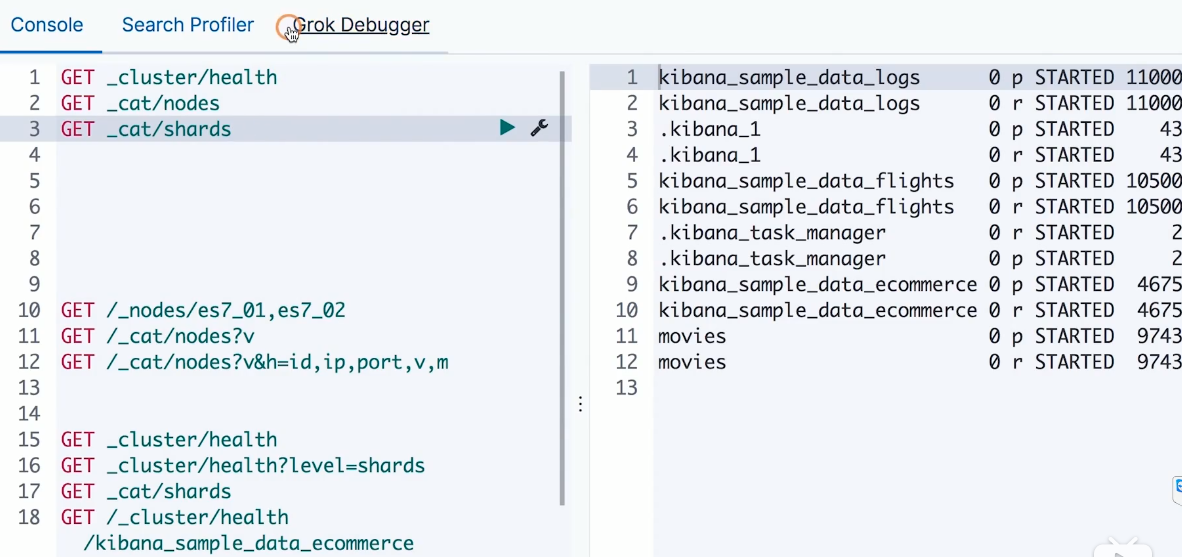 Console Search Profiler Grok Debugger
1 GET _cluster/health
2 GET _cat/nodes
3 GET _cat/shards
4
5
6
7
8
9
10 GET /_nodes/es7_01,es7_02
11 GET /_cat/nodes?v
12 GET /_cat/nodes?v&h=id,ip,port,v,m
13
14
15 GET _cluster/health
16 GET _cluster/health?level=shards
17 GET _cat/shards
18 GET /_cluster/health
/kibana_sample_data_ecommerce
1 kibana_sample_data_logs 0 p STARTED 11000
2 kibana_sample_data_logs 0 r STARTED 11000
3 .kibana_1 0 p STARTED 43
4 .kibana_1 0 r STARTED 43
5 kibana_sample_data_flights 0 p STARTED 10500
6 kibana_sample_data_flights 0 r STARTED 10500
7 .kibana_task_manager 0 r STARTED 2
8 .kibana_task_manager 0 p STARTED 2
9 kibana_sample_data_ecommerce 0 p STARTED 4675
10 kibana_sample_data_ecommerce 0 r STARTED 4675
11 movies 0 p STARTED 9743
12 movies 0 r STARTED 9743
13